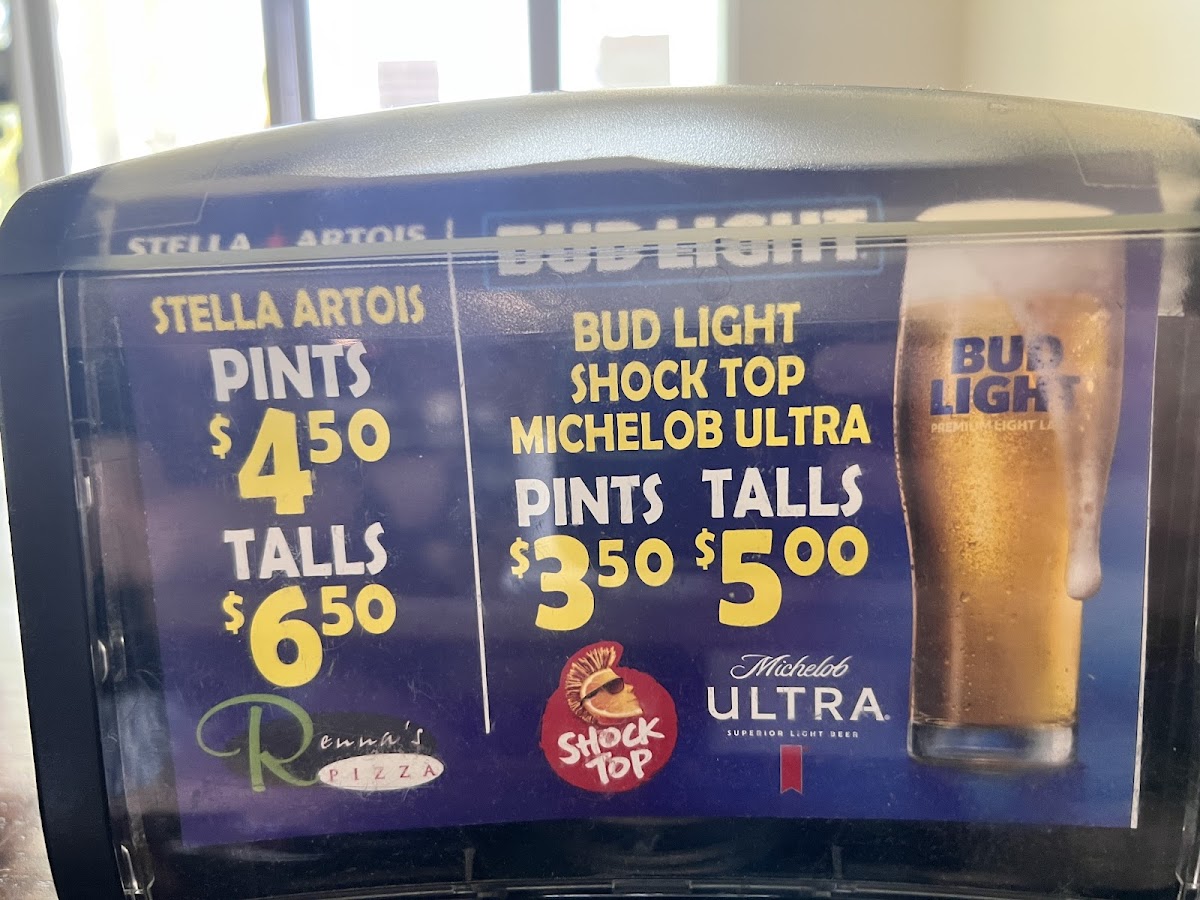 STELLA ARTOIS
STELLA ARTOIS
PINTS
$4 50
TALLS
$6 50
Renna's
PIZZA
BUD LIGHT
BUD LIGHT
SHOCK TOP
MICHELOB ULTRA
PINTS TALLS
$3 50 $5 00
SHOCK
TOP
Michelob
ULTRA
SUPERIOR LIGHT BEER
BUD
LIGHT
PREMIUM LIGHT